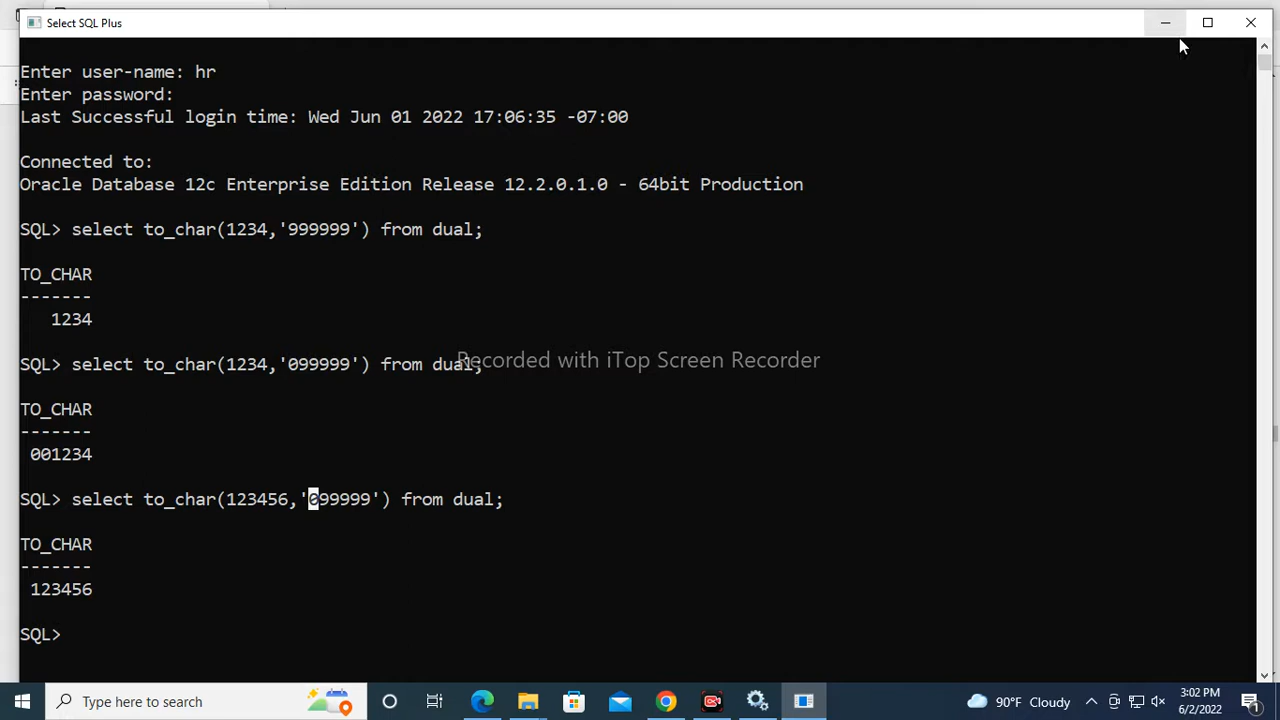 Select SQL Plus
Enter user-name: hr
Enter password:
Last Successful login time: Wed Jun 01 2022 17:06:35 -07:00
Connected to:
Oracle Database 12c Enterprise Edition Release 12.2.0.1.0 - 64bit Production
SQL> select to_char(1234,'999999') from dual;
TO_CHAR
-------
1234
Recorded with iTop Screen Recorder
SQL> select to_char(1234,'099999') from dual;
TO_CHAR
-------
001234
SQL> select to_char(123456,'099999') from dual;
TO_CHAR
-------
123456
SQL>
Type here to search
90°F Cloudy
3:02 PM
6/2/2022
1